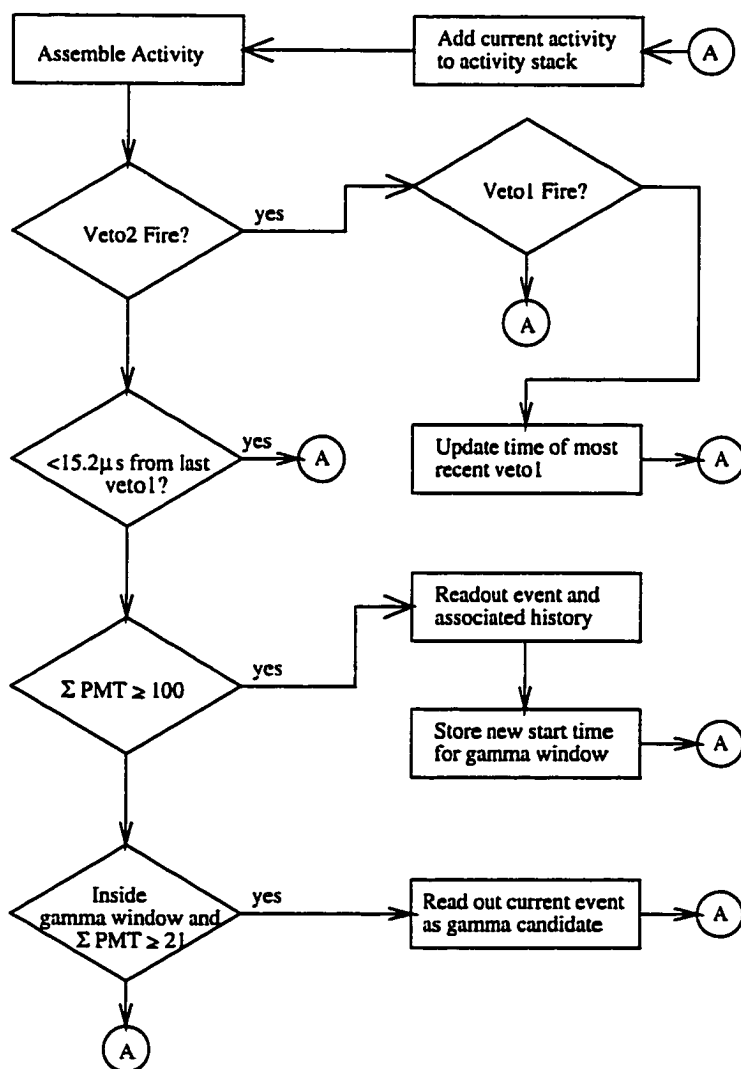 Assemble Activity
Add current activity
to activity stack
A
Veto2 Fire?
yes
Veto1 Fire?
A
<15.2μs from last
veto1?
yes
A
Update time of most
recent veto1
A
Σ PMT ≥ 100
yes
Readout event and
associated history
Store new start time
for gamma window
A
Inside
gamma window and
Σ PMT ≥ 21
yes
Read out current event
as gamma candidate
A
A